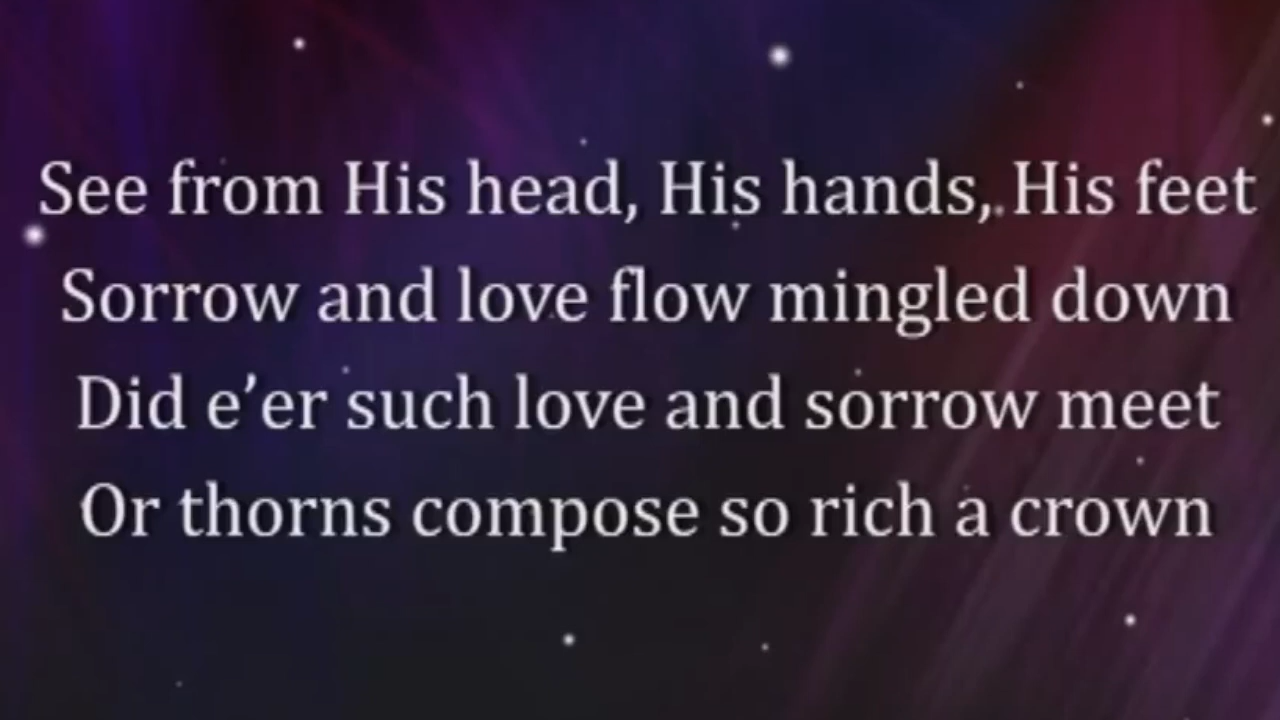 See from His head, His hands, His feet
Sorrow and love flow mingled down
Did e’er such love and sorrow meet
Or thorns compose so rich a crown